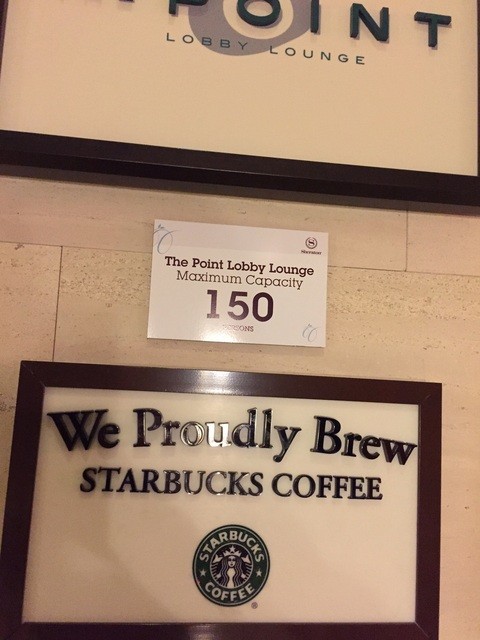 POINT
LOBBY LOUNGE
Sheraton
The Point Lobby Lounge
Maximum Capacity
150
PERSONS
We Proudly Brew
STARBUCKS COFFEE
STARBUCKS
COFFEE
®